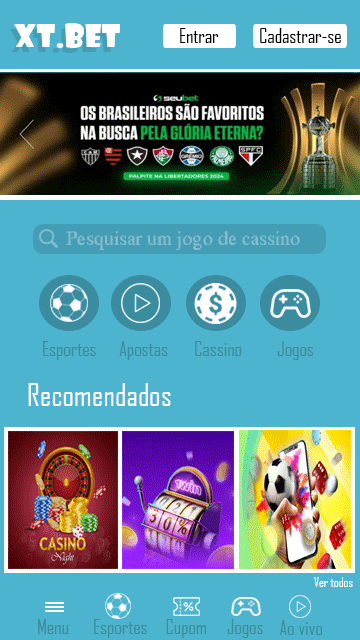 XT.BET
Entrar
Cadastrar-se
seubet
OS BRASILEIROS SÃO FAVORITOS
NA BUSCA PELA GLÓRIA ETERNA?
SPFC
PALPITE NA LIBERTADORES 2024
Pesquisar um jogo de cassino
Esportes
Apostas
Cassino
Jogos
Recomendados
CASINO
Night
Ver todos
Menu
Esportes
Cupom
Jogos
Ao vivo